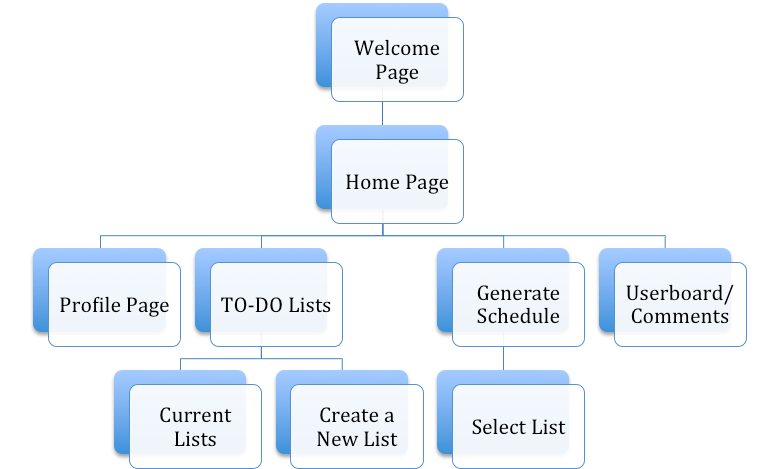 Welcome
Page
Home Page
Profile Page
TO-DO Lists
Generate
Schedule
Userboard/
Comments
Current
Lists
Create a
New List
Select List